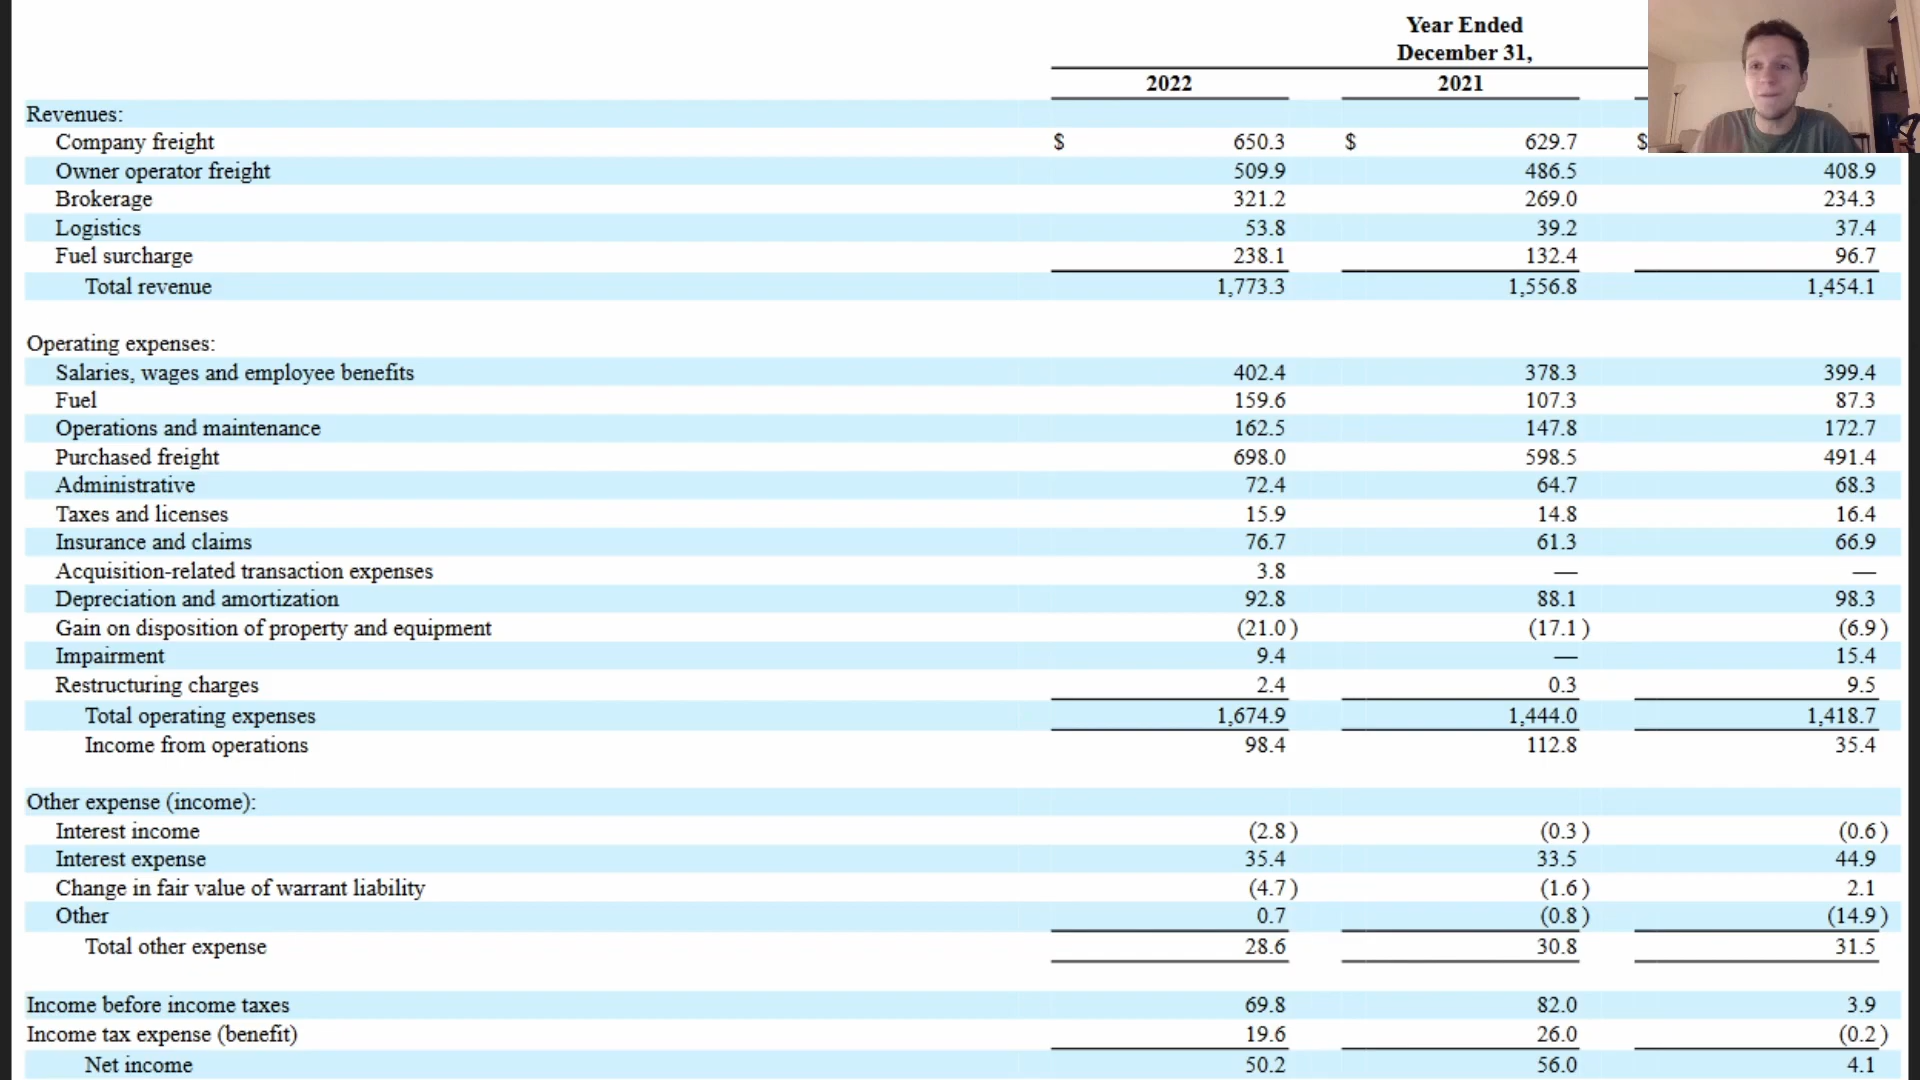 Year Ended
December 31,
2022 2021
Revenues:
Company freight $ 650.3 $ 629.7 $
Owner operator freight 509.9 486.5 408.9
Brokerage 321.2 269.0 234.3
Logistics 53.8 39.2 37.4
Fuel surcharge 238.1 132.4 96.7
Total revenue 1,773.3 1,556.8 1,454.1
Operating expenses:
Salaries, wages and employee benefits 402.4 378.3 399.4
Fuel 159.6 107.3 87.3
Operations and maintenance 162.5 147.8 172.7
Purchased freight 698.0 598.5 491.4
Administrative 72.4 64.7 68.3
Taxes and licenses 15.9 14.8 16.4
Insurance and claims 76.7 61.3 66.9
Acquisition-related transaction expenses 3.8 — —
Depreciation and amortization 92.8 88.1 98.3
Gain on disposition of property and equipment (21.0) (17.1) (6.9)
Impairment 9.4 — 15.4
Restructuring charges 2.4 0.3 9.5
Total operating expenses 1,674.9 1,444.0 1,418.7
Income from operations 98.4 112.8 35.4
Other expense (income):
Interest income (2.8) (0.3) (0.6)
Interest expense 35.4 33.5 44.9
Change in fair value of warrant liability (4.7) (1.6) 2.1
Other 0.7 (0.8) (14.9)
Total other expense 28.6 30.8 31.5
Income before income taxes 69.8 82.0 3.9
Income tax expense (benefit) 19.6 26.0 (0.2)
Net income 50.2 56.0 4.1